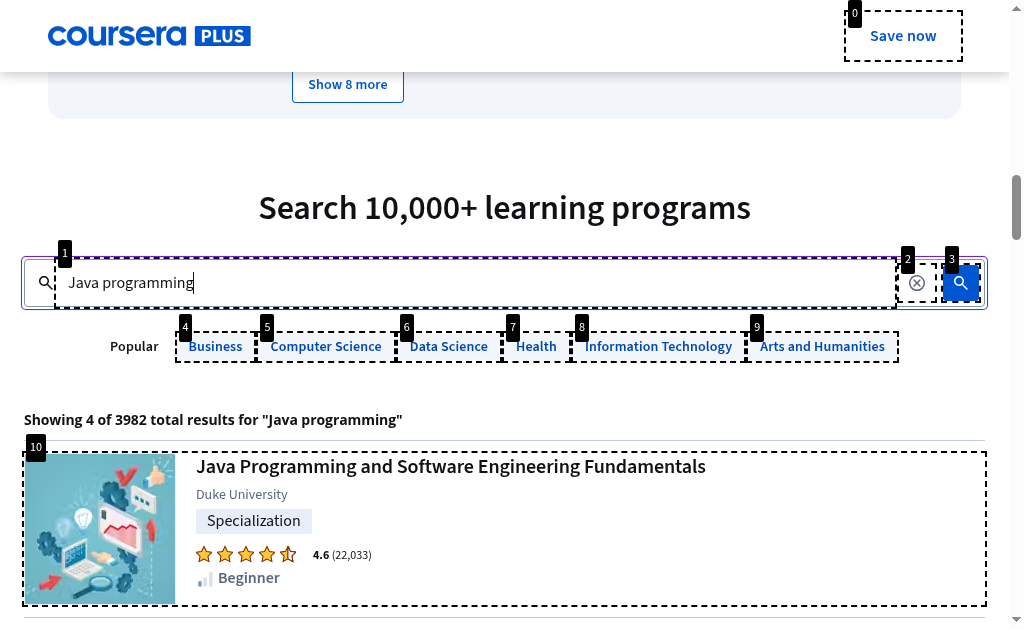 coursera PLUS
0
Save now
Show 8 more
Search 10,000+ learning programs
1
2
3
Java programming
4
5
6
7
8
9
Popular
Business
Computer Science
Data Science
Health
Information Technology
Arts and Humanities
Showing 4 of 3982 total results for "Java programming"
10
Java Programming and Software Engineering Fundamentals
Duke University
Specialization
4.6 (22,033)
Beginner